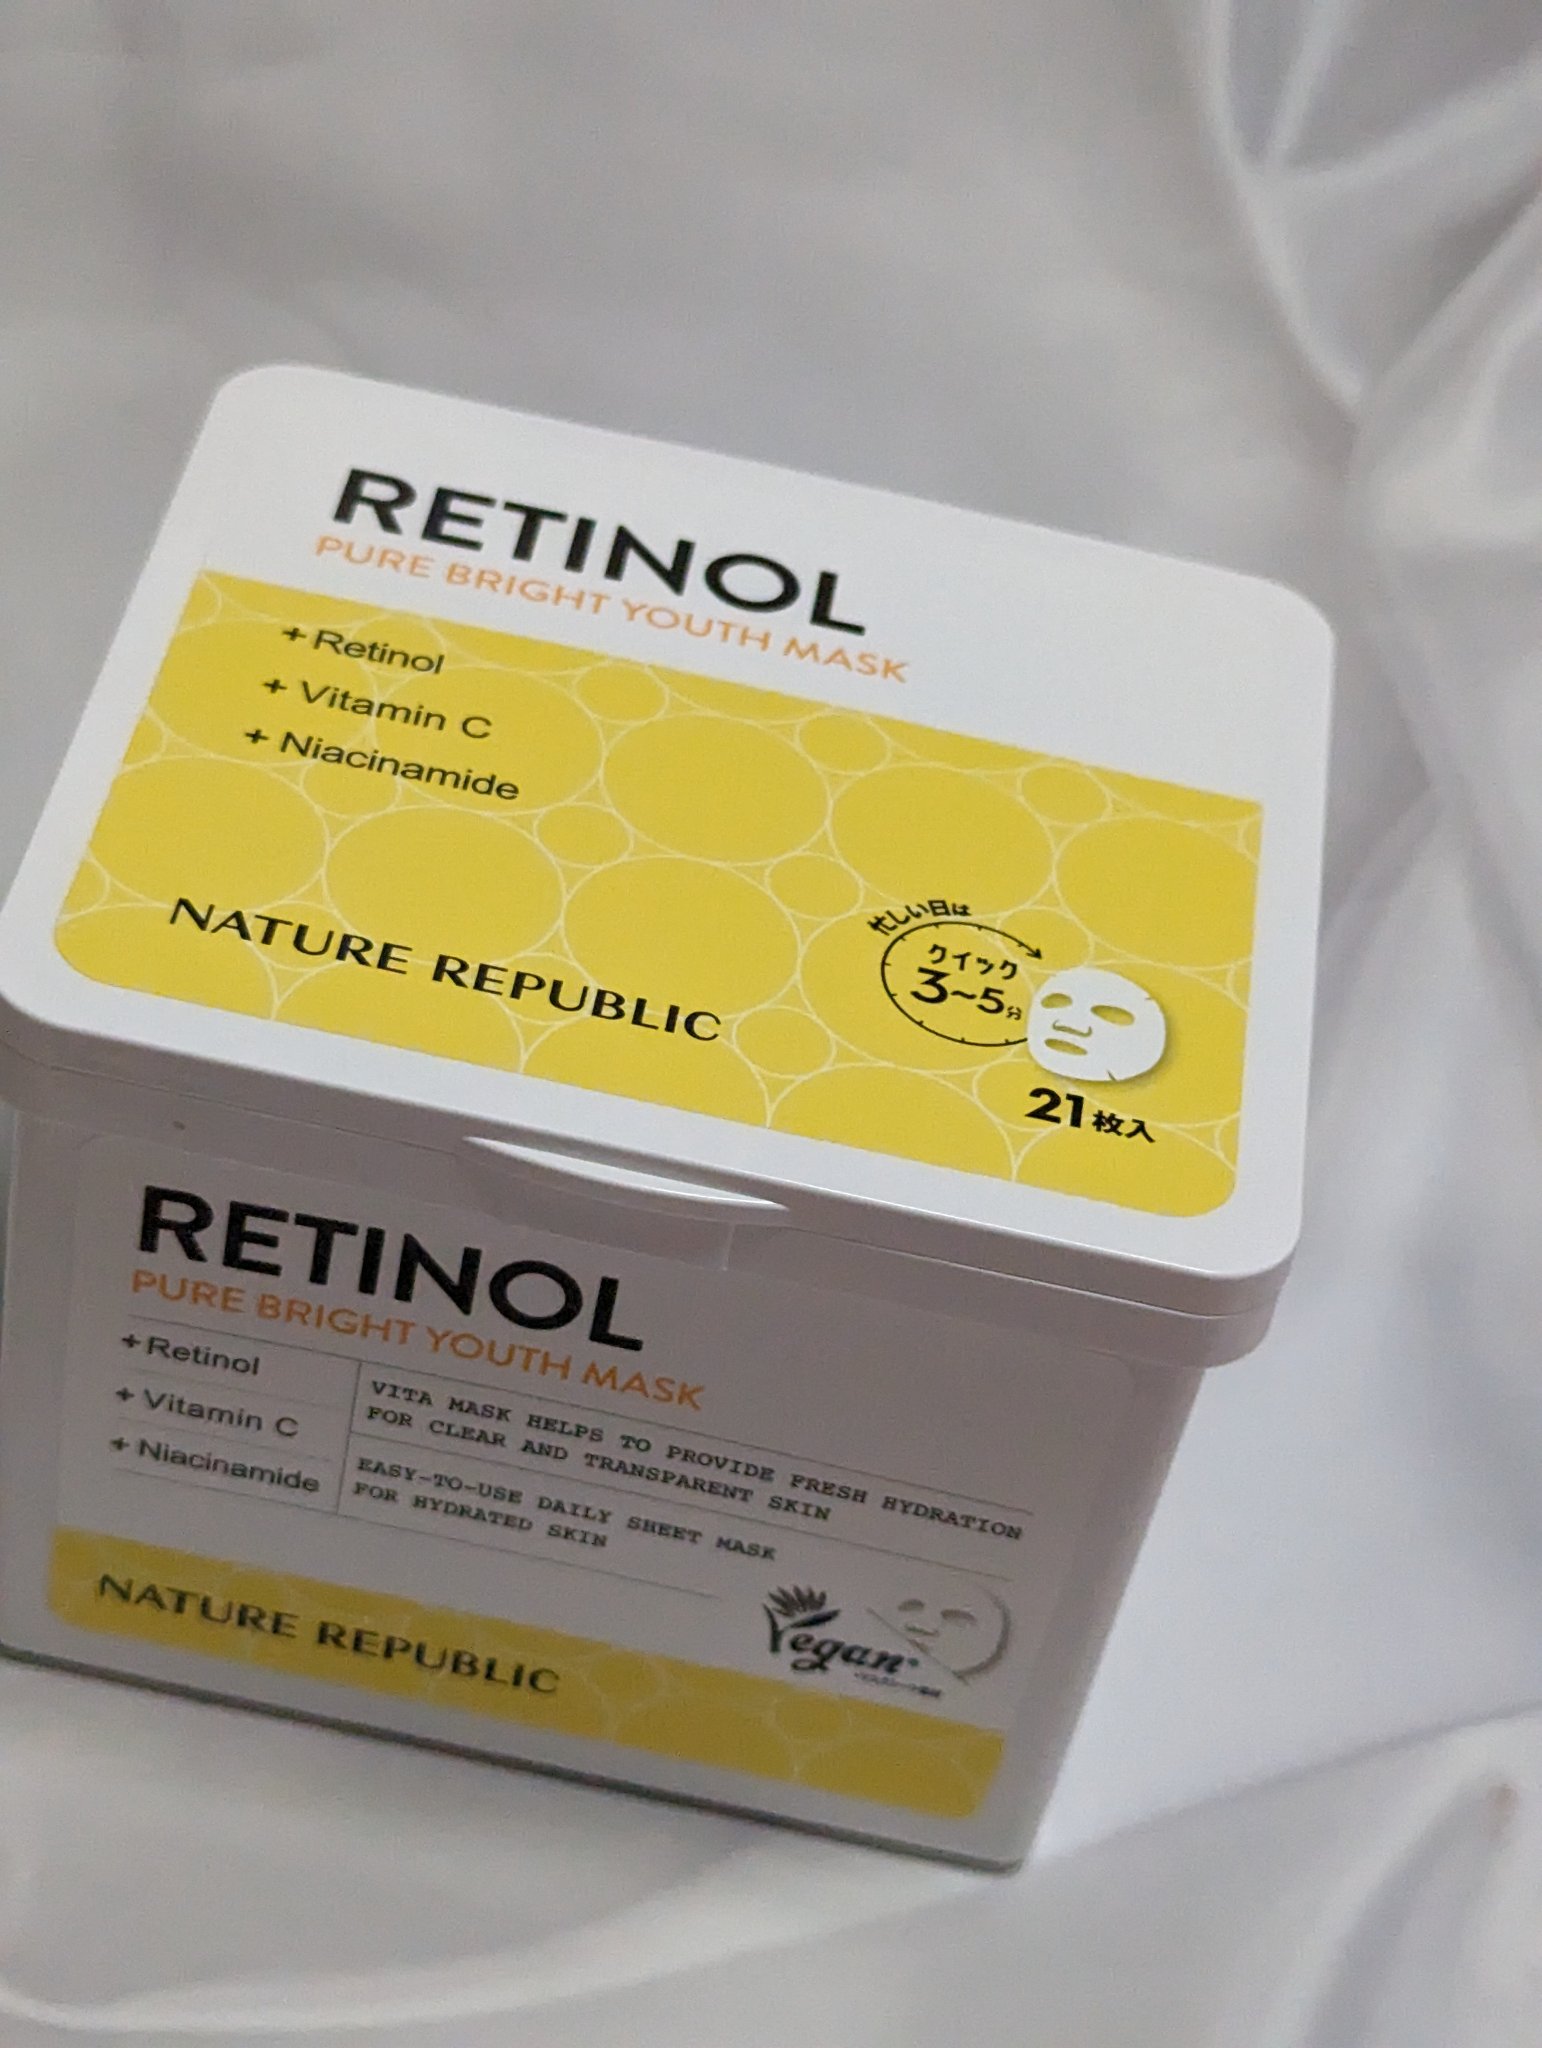 RETINOL
PURE BRIGHT YOUTH MASK
+ Retinol
+ Vitamin C
+ Niacinamide
NATURE REPUBLIC
忙しい日は
クイック
3~5分
21枚入
RETINOL
PURE BRIGHT YOUTH MASK
+ Retinol
+ Vitamin C
+ Niacinamide
VITA MASK HELPS TO PROVIDE FRESH HYDRATION
FOR CLEAR AND TRANSPARENT SKIN
EASY-TO-USE DAILY SHEET MASK
FOR HYDRATED SKIN
Vegan
NATURE REPUBLIC